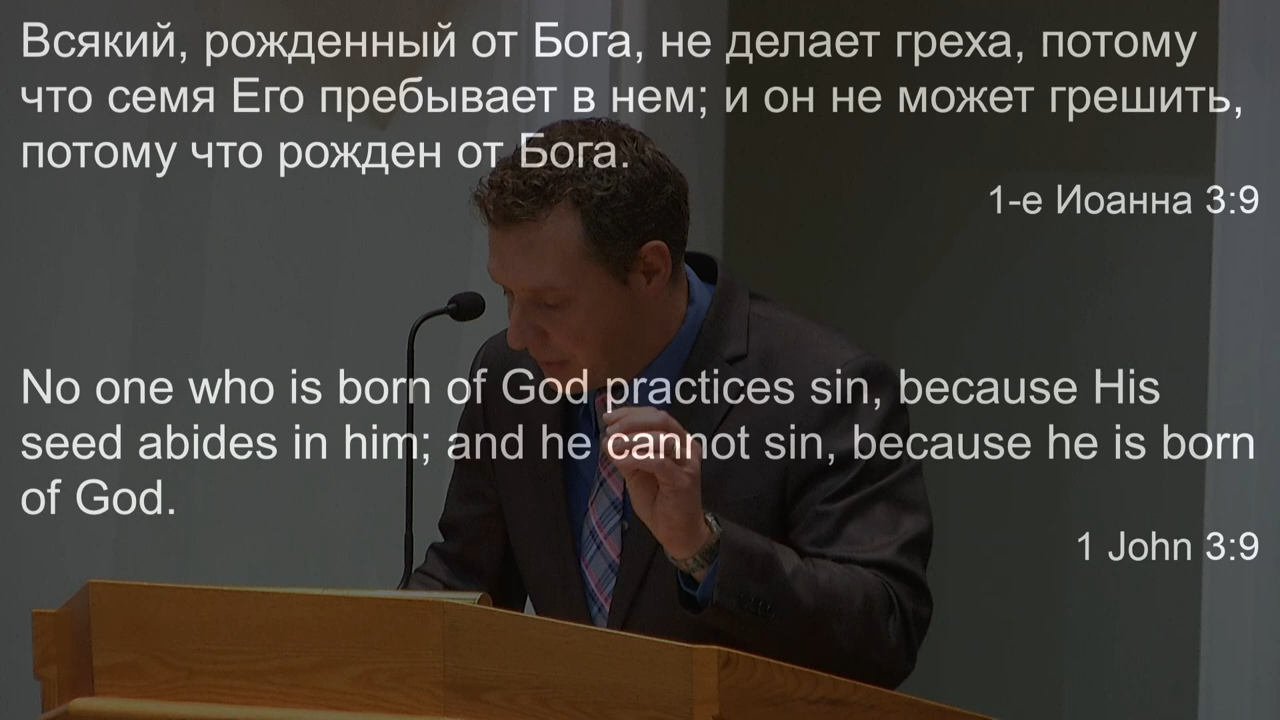 Всякий, рожденный от Бога, не делает греха, потому
что семя Его пребывает в нем; и он не может грешить,
потому что рожден от Бога.
1-е Иоанна 3:9
No one who is born of God practices sin, because His
seed abides in him; and he cannot sin, because he is born
of God.
1 John 3:9